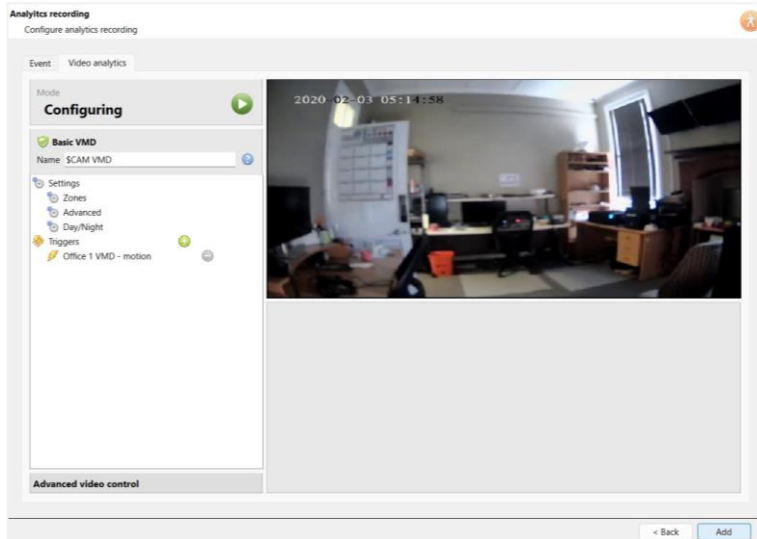 Analyitcs recording
Configure analytics recording
Event Video analytics
Mode
Configuring
Basic VMD
Name $CAM VMD
Settings
Zones
Advanced
Day/Night
Triggers
Office 1 VMD - motion
Advanced video control
2020-02-03 05:14:58
< Back Add